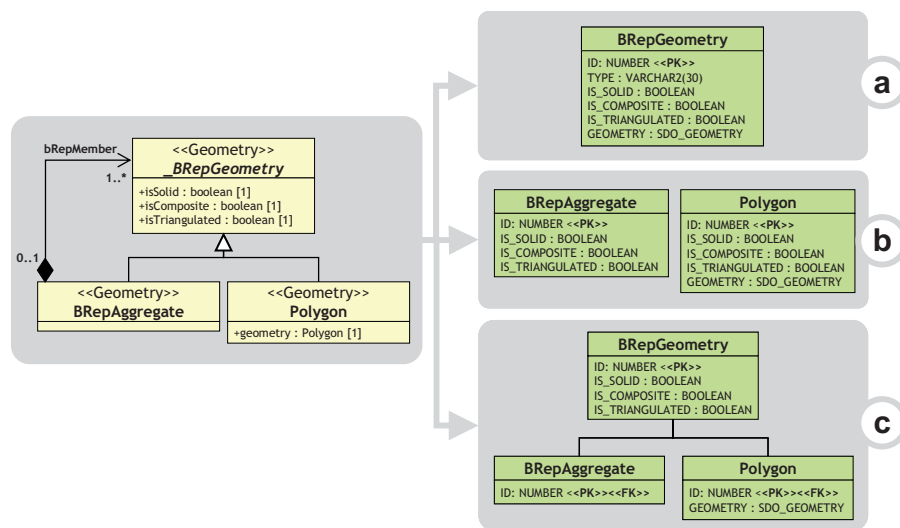 bRepMember
1..*
0..1
<<Geometry>>
_BRepGeometry
+isSolid : boolean [1]
+isComposite : boolean [1]
+isTriangulated : boolean [1]
<<Geometry>>
BRepAggregate
<<Geometry>>
Polygon
+geometry : Polygon [1]
BRepGeometry
ID: NUMBER <<PK>>
TYPE : VARCHAR2(30)
IS_SOLID : BOOLEAN
IS_COMPOSITE : BOOLEAN
IS_TRIANGULATED : BOOLEAN
GEOMETRY : SDO_GEOMETRY
a
BRepAggregate
ID: NUMBER <<PK>>
IS_SOLID : BOOLEAN
IS_COMPOSITE : BOOLEAN
IS_TRIANGULATED : BOOLEAN
Polygon
ID: NUMBER <<PK>>
IS_SOLID : BOOLEAN
IS_COMPOSITE : BOOLEAN
IS_TRIANGULATED : BOOLEAN
GEOMETRY : SDO_GEOMETRY
b
BRepGeometry
ID: NUMBER <<PK>>
IS_SOLID : BOOLEAN
IS_COMPOSITE : BOOLEAN
IS_TRIANGULATED : BOOLEAN
BRepAggregate
ID: NUMBER <<PK>><<FK>>
Polygon
ID: NUMBER <<PK>><<FK>>
GEOMETRY : SDO_GEOMETRY
c